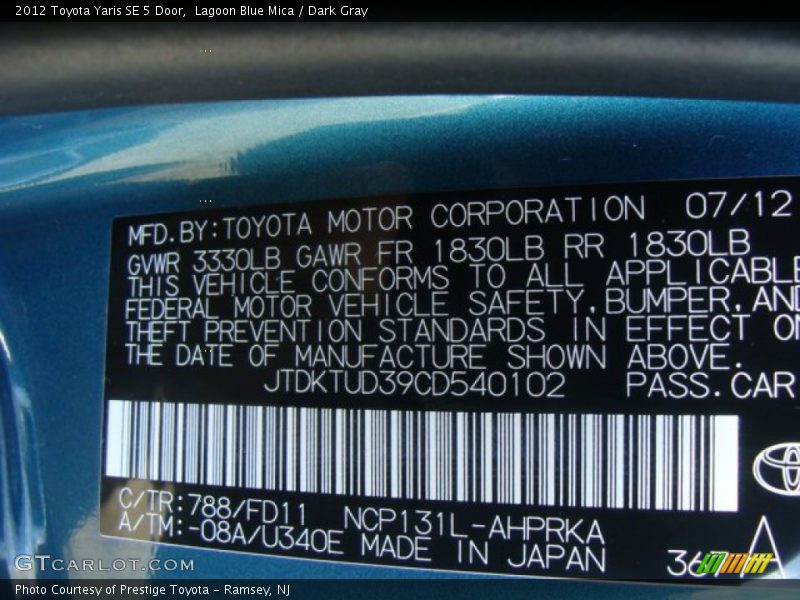 2012 Toyota Yaris SE 5 Door,  Lagoon Blue Mica / Dark Gray
MFD. BY: TOYOTA MOTOR CORPORATION 07/12
GVWR 3330LB GAWR FR 1830LB RR 1830LB
THIS VEHICLE CONFORMS TO ALL APPLICABLE
FEDERAL MOTOR VEHICLE SAFETY, BUMPER, AND
THEFT PREVENTION STANDARDS IN EFFECT
THE DATE OF MANUFACTURE SHOWN ABOVE.
JTDKTUD39CD540102 PASS. CAR
C/TR: 788/FD11 NCP131L-AHPRKA
A/TM: -08A/U340E MADE IN JAPAN
36 A
GTCARLOT.COM
Photo Courtesy of Prestige Toyota - Ramsey, NJ